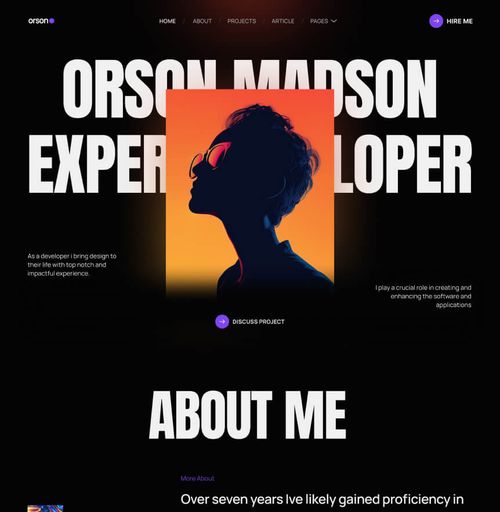 orson
HOME / ABOUT / PROJECTS / ARTICLE / PAGES
HIRE ME
ORSON MADSON
EXPER LOPER
As a developer i bring design to
their life with top notch and
impactful experience.
I play a crucial role in creating and
enhancing the software and
applications
DISCUSS PROJECT
ABOUT ME
More About
Over seven years Ive likely gained proficiency in